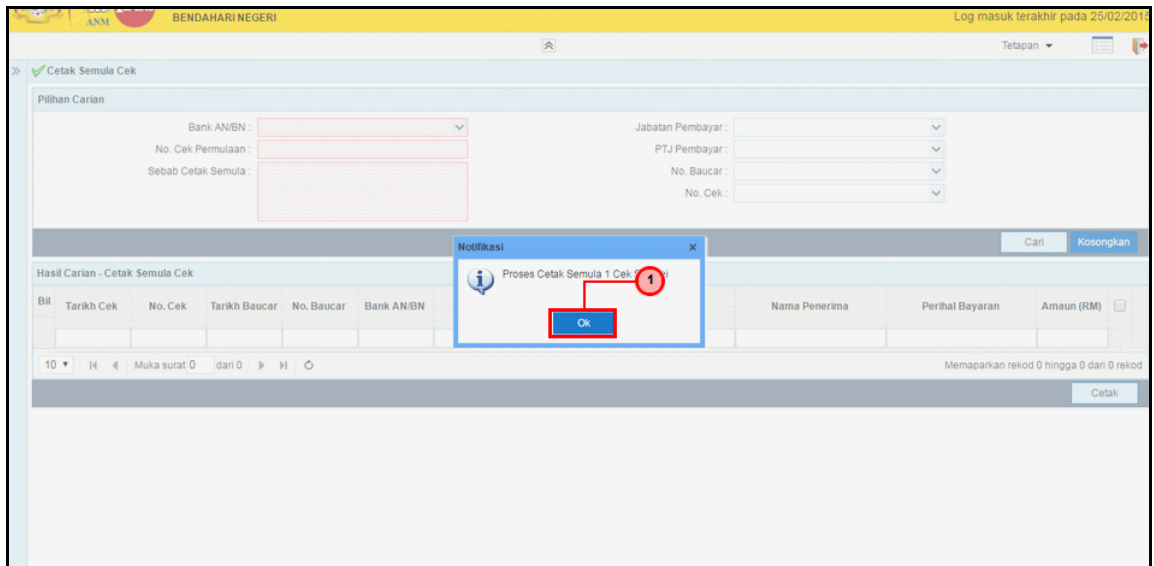 ANM BENDAHARI NEGERI Log masuk terakhir pada 25/02/2015
Tetapan
Cetak Semula Cek
Pilihan Carian
Bank AN/BN : Jabatan Pembayar :
No. Cek Permulaan : PTJ Pembayar :
Sebab Cetak Semula : No. Baucar :
No. Cek :
Cari Kosongkan
Notifikasi
Proses Cetak Semula 1 Cek
1
Ok
Hasil Carian - Cetak Semula Cek
Bil Tarikh Cek No. Cek Tarikh Baucar No. Baucar Bank AN/BN Nama Penerima Perihal Bayaran Amaun (RM)
10 Muka surat 0 dari 0 Memaparkan rekod 0 hingga 0 dari 0 rekod
Cetak